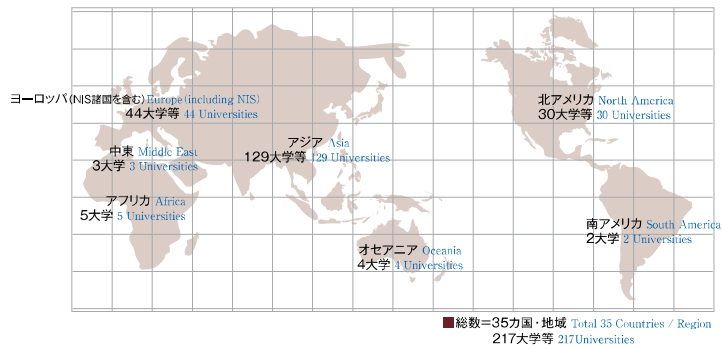 ヨーロッパ(NIS諸国を含む) Europe (including NIS)
44大学等 44 Universities
中東 Middle East
3大学 3 Universities
アフリカ Africa
5大学 5 Universities
アジア Asia
129大学等 129 Universities
オセアニア Oceania
4大学 4 Universities
北アメリカ North America
30大学等 30 Universities
南アメリカ South America
2大学 2 Universities
総数=35カ国・地域 Total 35 Countries / Region
217大学等 217Universities